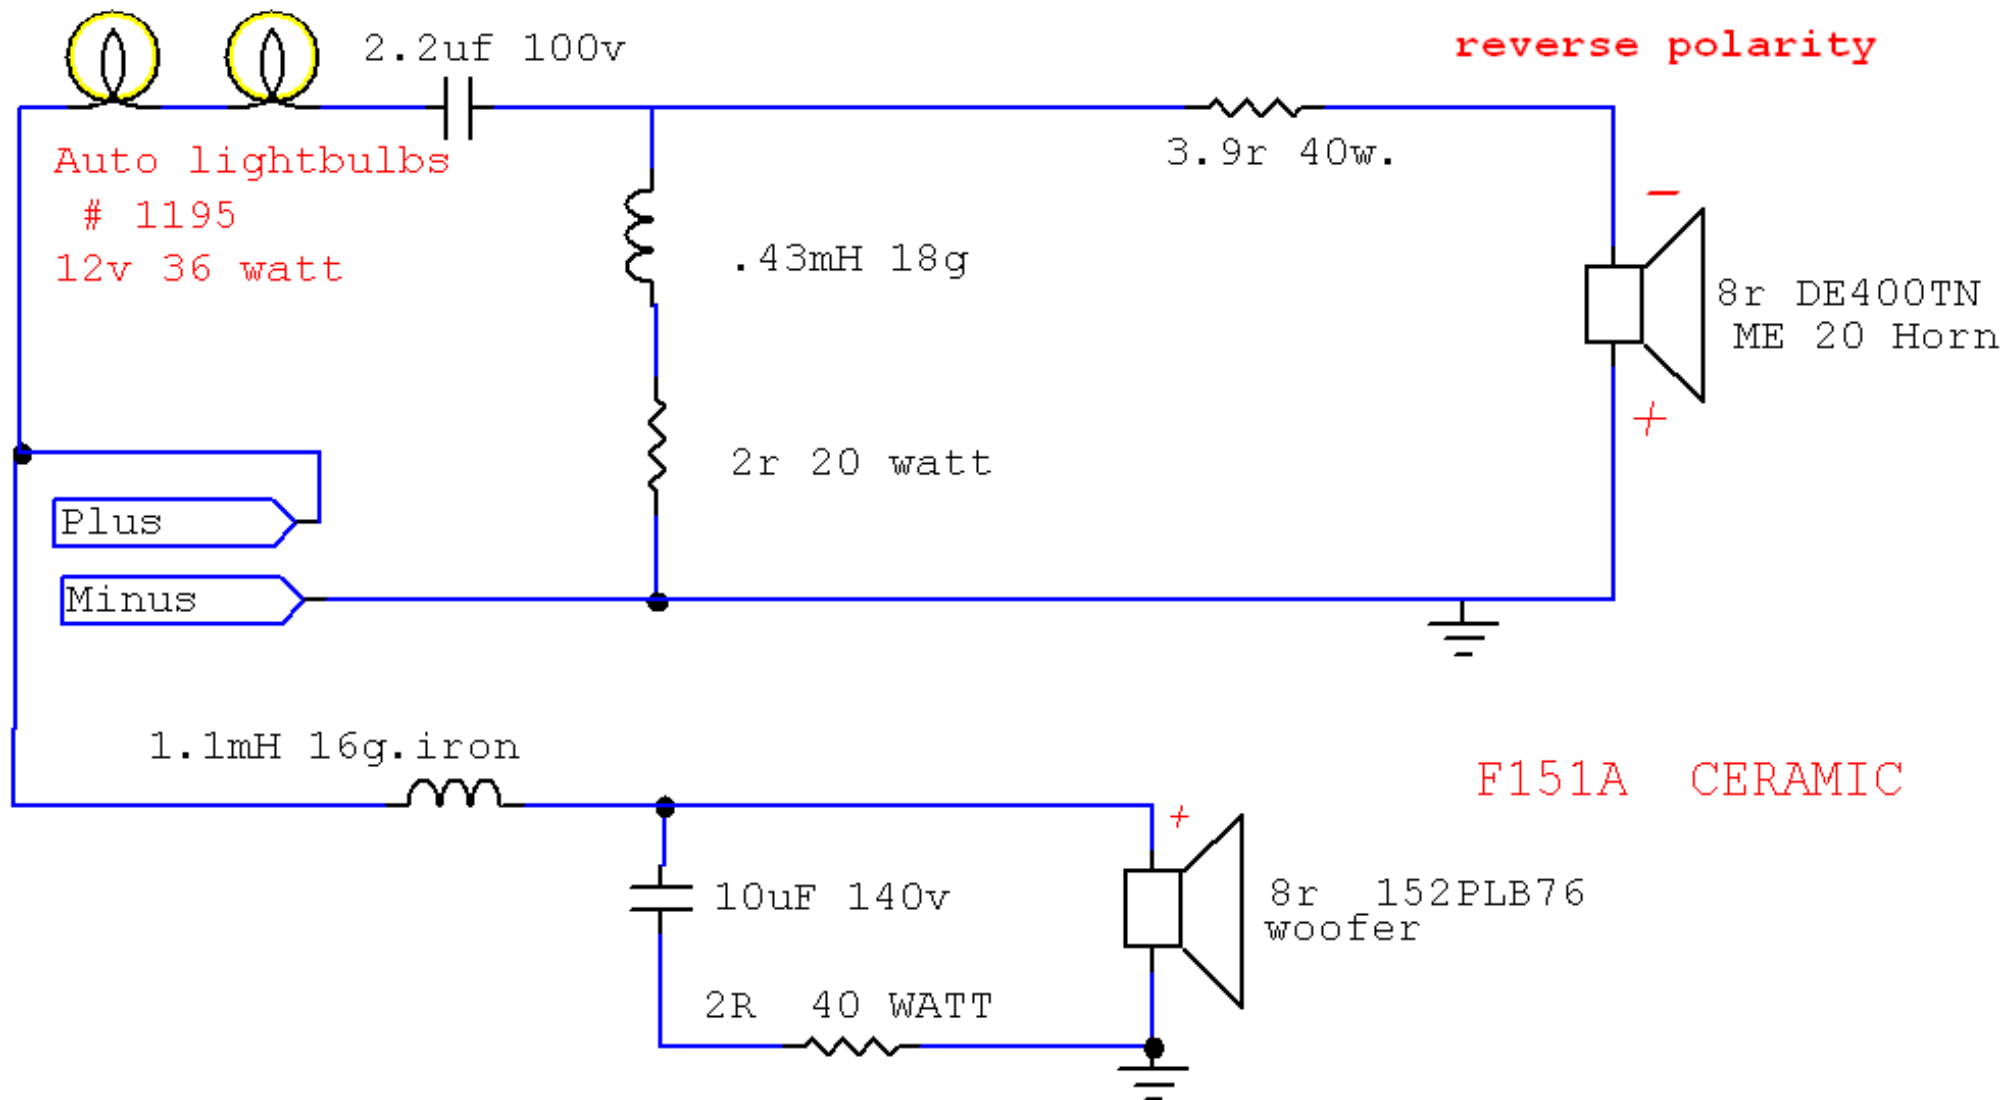 2.2uf 100v
reverse polarity
Auto lightbulbs
# 1195
12v 36 watt
3.9r 40w.
−
.43mH 18g
8r DE400TN
ME 20 Horn
+
2r 20 watt
Plus
Minus
1.1mH 16g.iron
F151A CERAMIC
+
10uF 140v
8r 152PLB76
woofer
2R 40 WATT